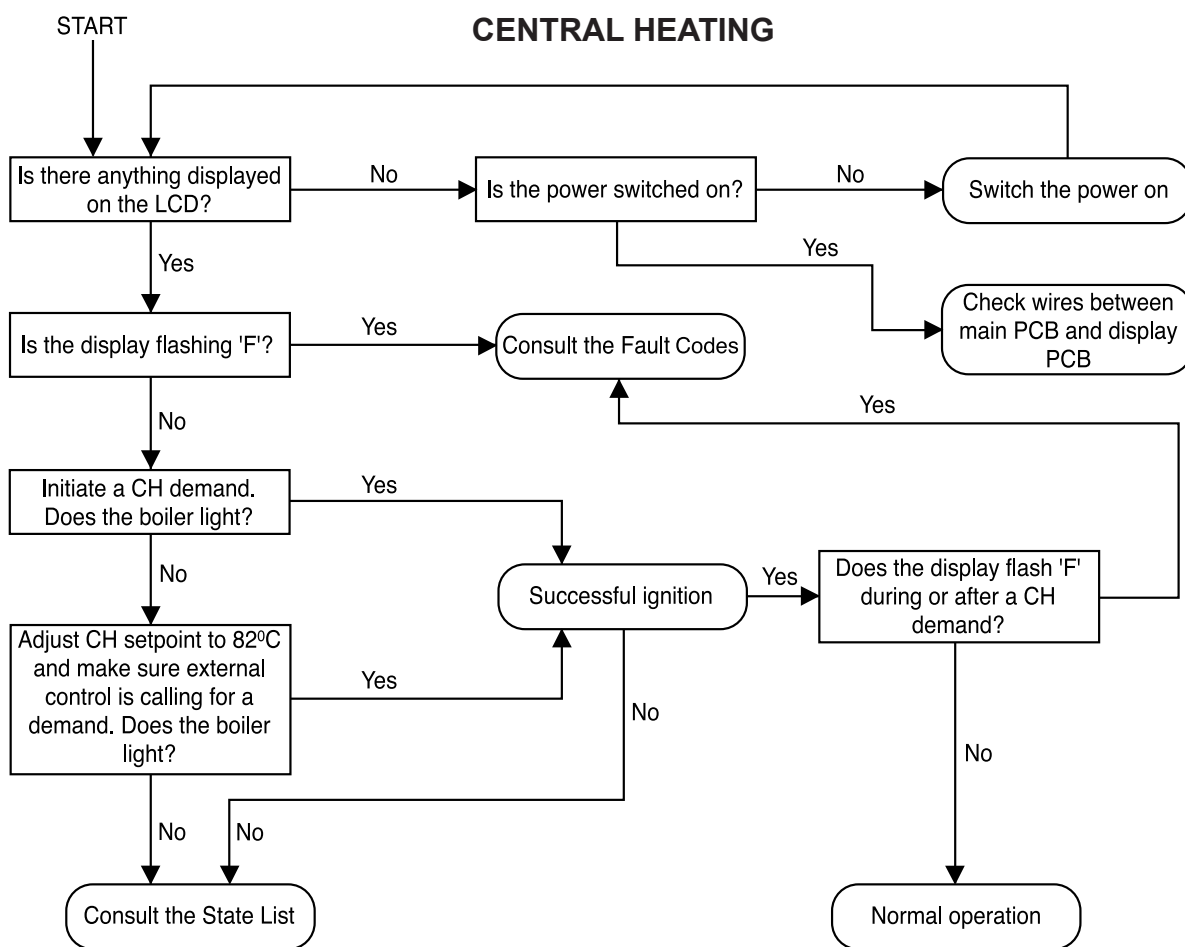 START
CENTRAL HEATING
Is there anything displayed
on the LCD?
No
Is the power switched on?
No
Switch the power on
Yes
Yes
Check wires between
main PCB and display
PCB
Is the display flashing 'F'?
Yes
Consult the Fault Codes
Yes
No
Initiate a CH demand.
Does the boiler light?
Yes
No
Successful ignition
Yes
Does the display flash 'F'
during or after a CH
demand?
Adjust CH setpoint to 82⁰C
and make sure external
control is calling for a
demand. Does the boiler
light?
Yes
No
No
No
No
Consult the State List
Normal operation